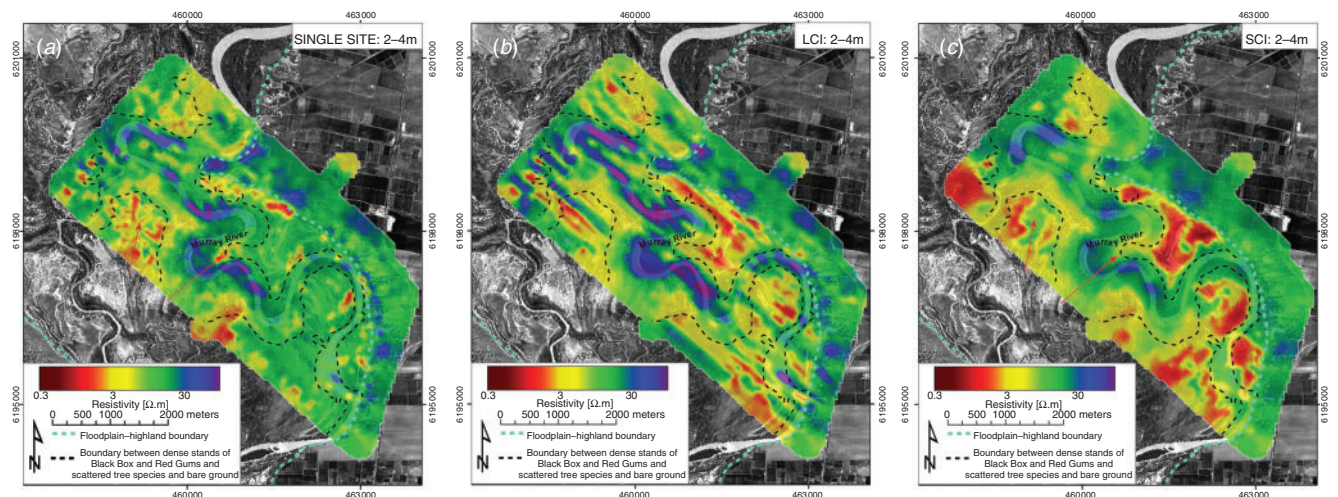 460000
463000
460000
463000
460000
463000
(a)
SINGLE SITE: 2–4m
(b)
LCI: 2–4m
(c)
SCI: 2–4m
6201000
6201000
6201000
6198000
6198000
6198000
Murray River
Murray River
Murray River
0.3 3 30
Resistivity [Ω.m]
0 500 1000 2000 meters
Floodplain–highland boundary
Boundary between dense stands of
Black Box and Red Gums and
scattered tree species and bare ground
N
0.3 3 30
Resistivity [Ω.m]
0 500 1000 2000 meters
Floodplain–highland boundary
Boundary between dense stands of
Black Box and Red Gums and
scattered tree species and bare ground
N
0.3 3 30
Resistivity [Ω.m]
0 500 1000 2000 meters
Floodplain–highland boundary
Boundary between dense stands of
Black Box and Red Gums and
scattered tree species and bare ground
N
6195000
6195000
6195000
460000
463000
460000
463000
460000
463000